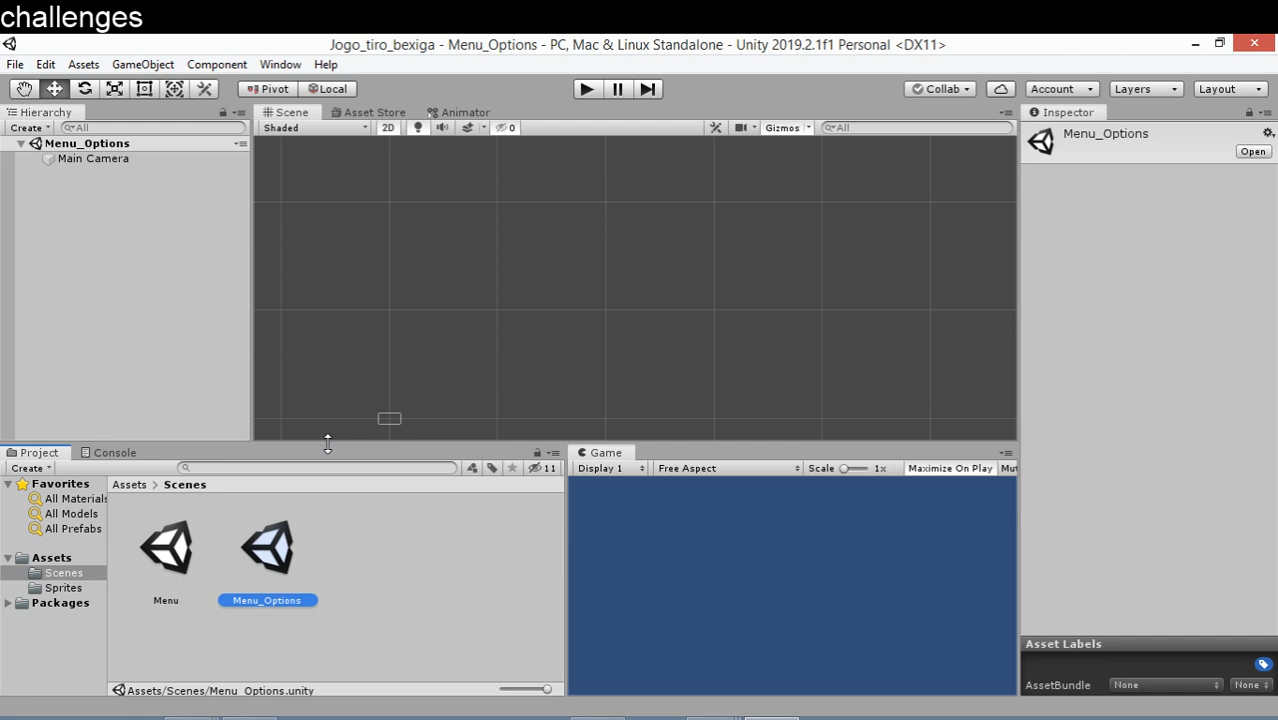 challenges
Jogo_tiro_bexiga - Menu_Options - PC, Mac & Linux Standalone - Unity 2019.2.1f1 Personal <DX11>
File Edit Assets GameObject Component Window Help
Pivot Local Collab Account Layers Layout
Hierarchy Scene Asset Store Animator Inspector
Create All Shaded 2D 0 Gizmos All
Menu_Options
Menu_Options
Open
Main Camera
Project Console Game
Create 11 Display 1 Free Aspect Scale 1x Maximize On Play Mut
Favorites Assets > Scenes
All Materials
All Models
All Prefabs
Assets
Scenes
Sprites
Packages
Menu Menu_Options
Asset Labels
AssetBundle None None
Assets/Scenes/Menu_Options.unity